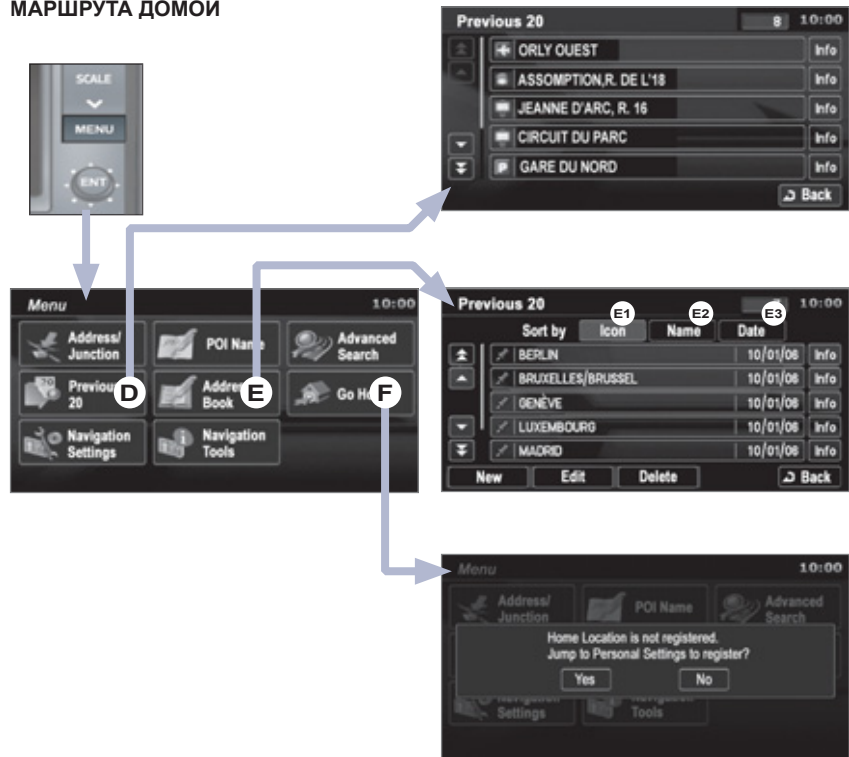 МАРШРУТА ДОМОЙ
SCALE
MENU
ENT
Previous 20 8 10:00
ORLY OUEST Info
ASSOMPTION,R. DE L'18 Info
JEANNE D'ARC, R. 16 Info
CIRCUIT DU PARC Info
P GARE DU NORD Info
Back
Menu 10:00
Address/ Junction
POI Name
Advanced Search
Previous 20
D
Address Book
E
Go
F
Navigation Settings
Navigation Tools
Previous 20 10:00
E1 E2 E3
Sort by Icon Name Date
BERLIN 10/01/06 Info
BRUXELLES/BRUSSEL 10/01/06 Info
GENÈVE 10/01/06 Info
LUXEMBOURG 10/01/06 Info
MADRID 10/01/06 Info
New Edit Delete Back
Menu 10:00
Address/ Junction
POI Name
Advanced Search
Home Location is not registered.
Jump to Personal Settings to register?
Yes No
Navigation Settings
Navigation Tools